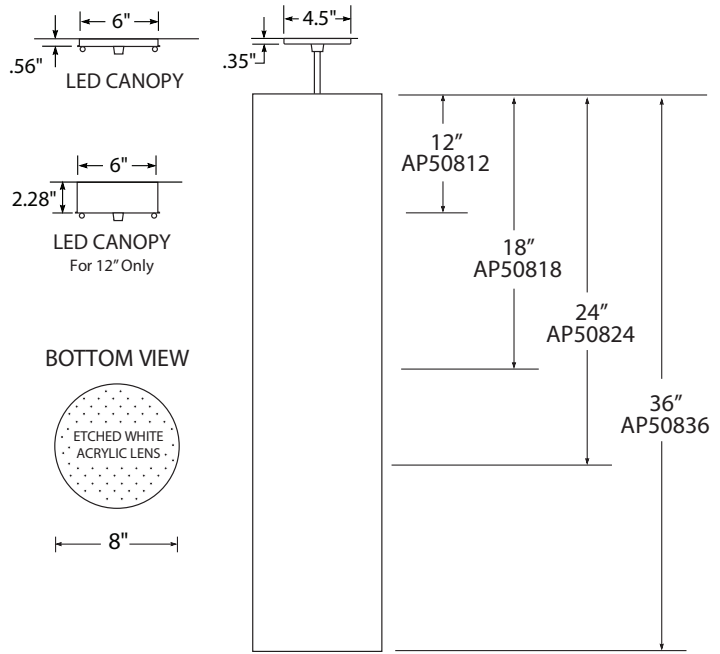 6"
.56"
LED CANOPY
6"
2.28"
LED CANOPY
For 12” Only
BOTTOM VIEW
ETCHED WHITE
ACRYLIC LENS
8"
4.5"
.35"
12”
AP50812
18”
AP50818
24”
AP50824
36”
AP50836